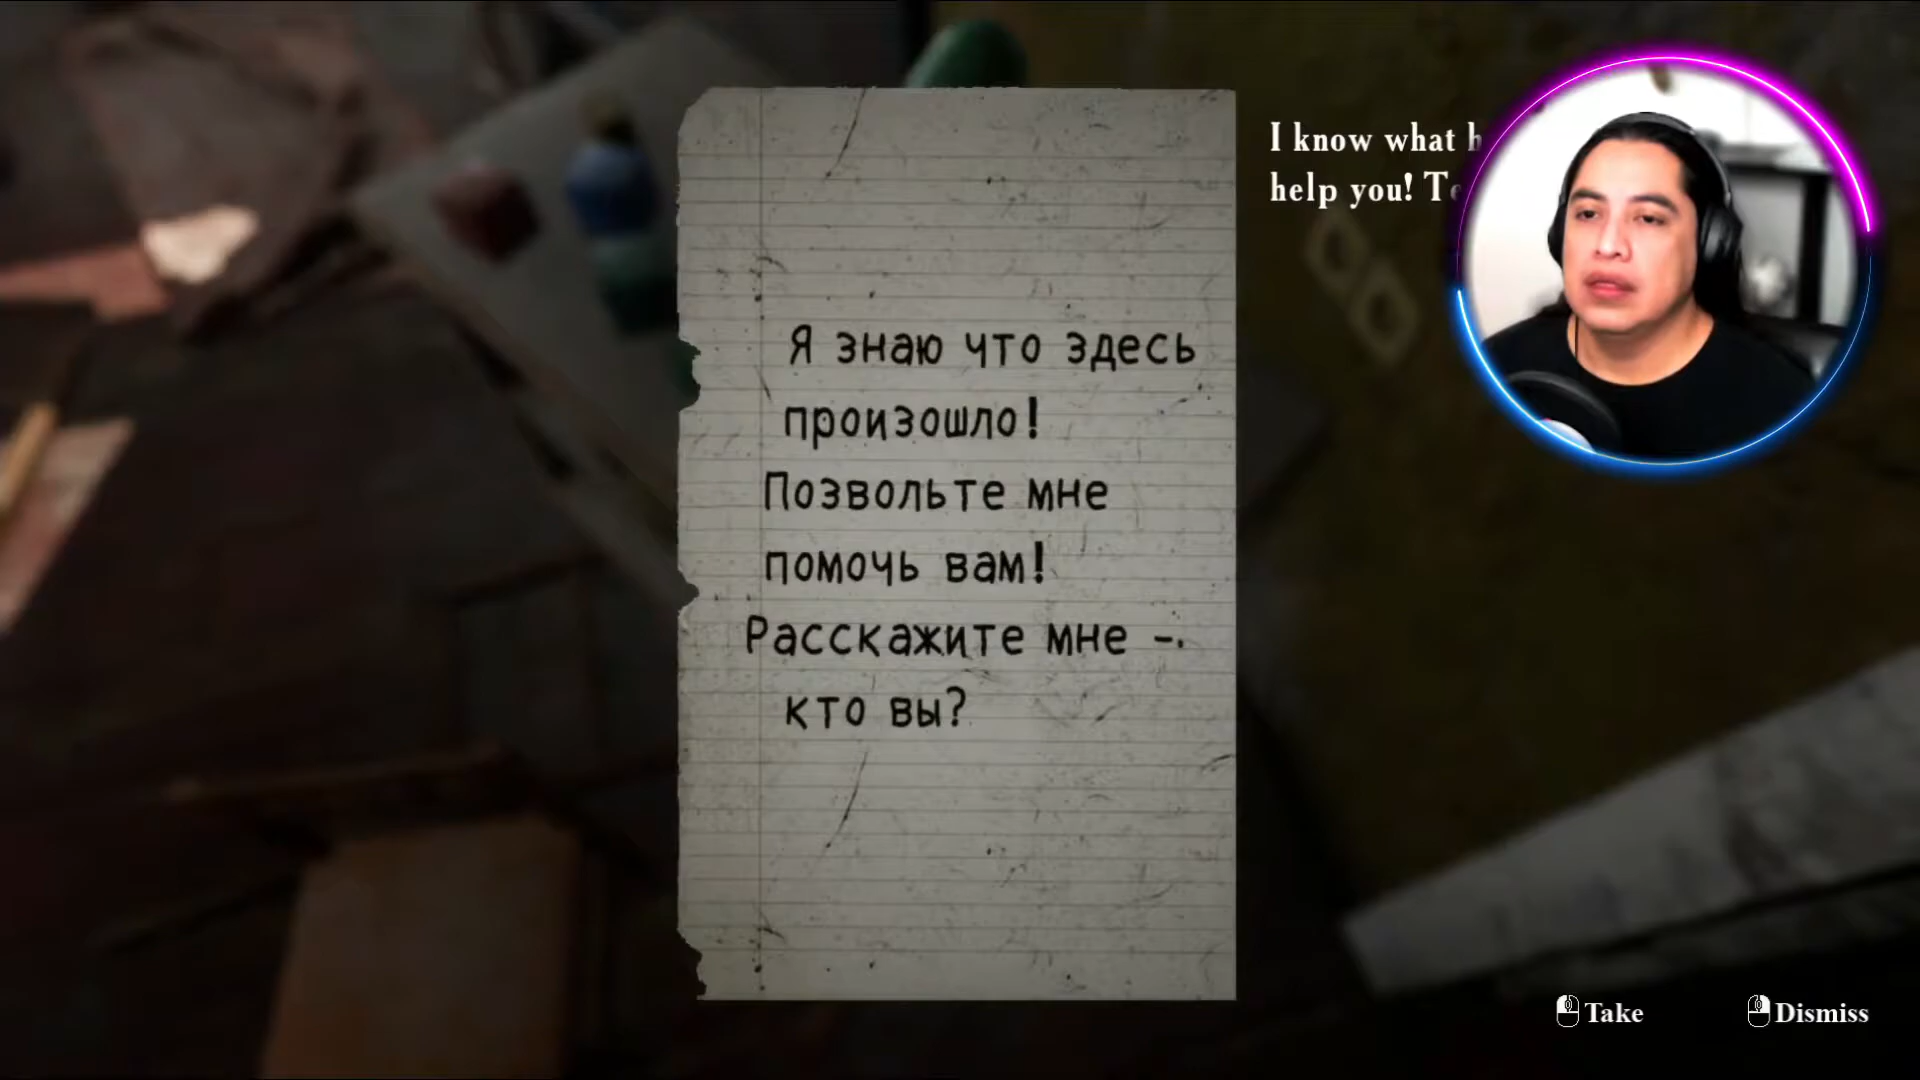 Я знаю что здесь
произошло!
Позвольте мне
помочь вам!
Расскажите мне -
кто вы?
I know what
help you!
Take
Dismiss